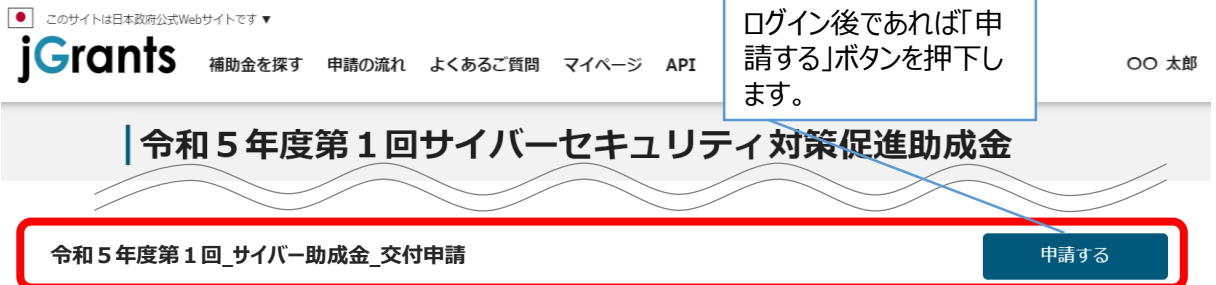 このサイトは日本政府公式Webサイトです ▼
jGrants 補助金を探す 申請の流れ よくあるご質問 マイページ API 〇〇 太郎
ログイン後であれば「申
請する」ボタンを押下し
ます。
令和５年度第１回サイバーセキュリティ対策促進助成金
令和５年度第１回_サイバー助成金_交付申請 申請する